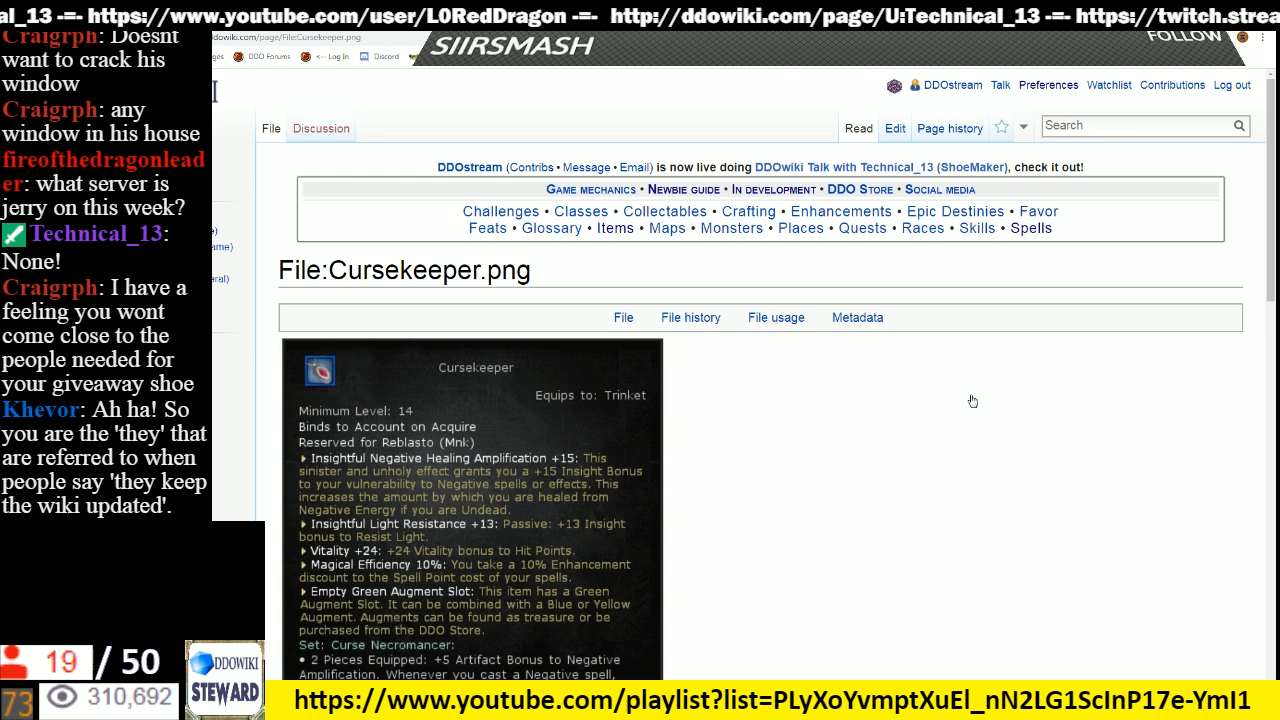 al_13 -=- https://www.youtube.com/user/L0RedDragon -=- http://ddowiki.com/page/U:Technical_13 -=- https://twitch.strea
Craigrph: Doesnt
want to crack his
window
Craigrph: any
window in his house
fireofthedragonlead
er: what server is
jerry on this week?
Technical_13:
None!
Craigrph: I have a
feeling you wont
come close to the
people needed for
your giveaway shoe
Khevor: Ah ha! So
you are the 'they' that
are referred to when
people say 'they keep
the wiki updated'.
19 / 50
73 310,692
DDOWIKI
STEWARD
ddowiki.com/page/File:Cursekeeper.png
SIIRSMASH
FOLLOW
ges DDO Forums <-- Log In Discord
DDOstream Talk Preferences Watchlist Contributions Log out
File Discussion Read Edit Page history Search
DDOstream (Contribs • Message • Email) is now live doing DDOwiki Talk with Technical_13 (ShoeMaker), check it out!
Game mechanics • Newbie guide • In development • DDO Store • Social media
Challenges • Classes • Collectables • Crafting • Enhancements • Epic Destinies • Favor
Feats • Glossary • Items • Maps • Monsters • Places • Quests • Races • Skills • Spells
ame)
eral)
File:Cursekeeper.png
File File history File usage Metadata
Cursekeeper
Equips to: Trinket
Minimum Level: 14
Binds to Account on Acquire
Reserved for Reblasto (Mnk)
Insightful Negative Healing Amplification +15: This
sinister and unholy effect grants you a +15 Insight Bonus
to your vulnerability to Negative spells or effects. This
increases the amount by which you are healed from
Negative Energy if you are Undead.
Insightful Light Resistance +13: Passive: +13 Insight
bonus to Resist Light.
Vitality +24: +24 Vitality bonus to Hit Points.
Magical Efficiency 10%: You take a 10% Enhancement
discount to the Spell Point cost of your spells.
Empty Green Augment Slot: This item has a Green
Augment Slot. It can be combined with a Blue or Yellow
Augment. Augments can be found as treasure or be
purchased from the DDO Store.
Set: Curse Necromancer:
• 2 Pieces Equipped: +5 Artifact Bonus to Negative
Amplification. Whenever you cast a Negative spell,
https://www.youtube.com/playlist?list=PLyXoYvmptXuEl_nN2LG1ScInP17e-YmI1